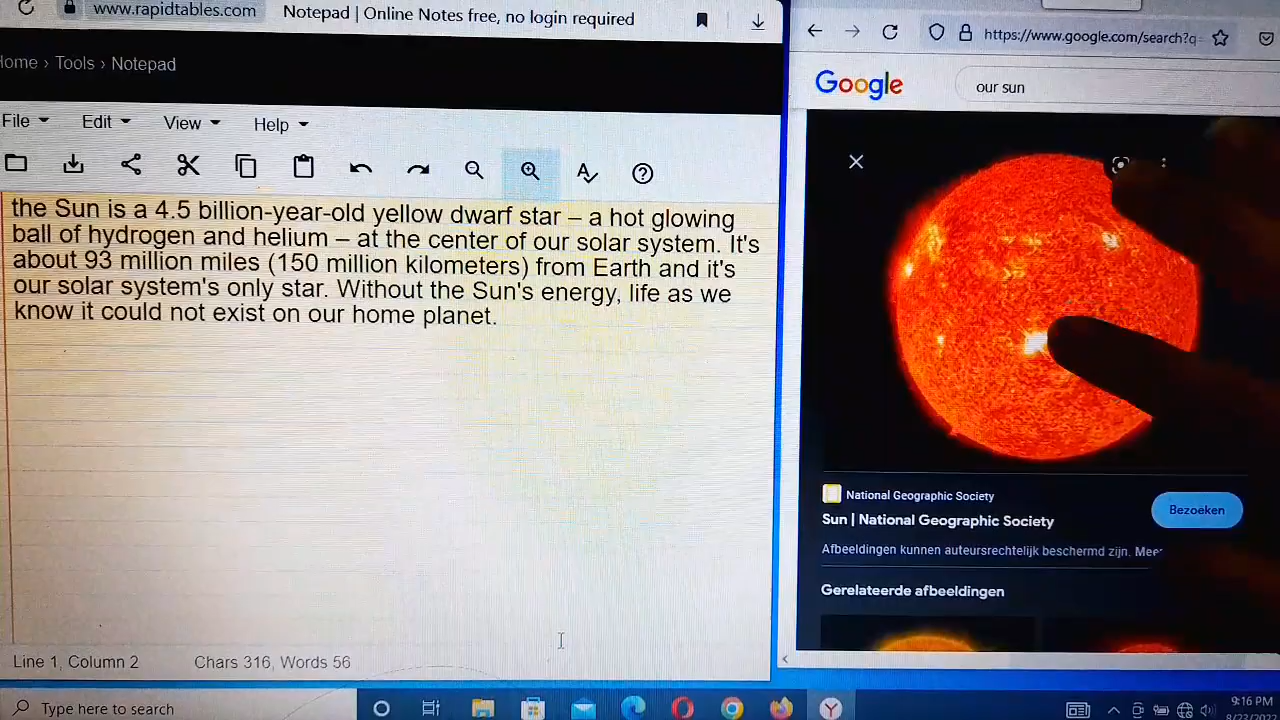 www.rapidtables.com Notepad | Online Notes free, no login required
Home › Tools › Notepad
File Edit View Help
the Sun is a 4.5 billion-year-old yellow dwarf star – a hot glowing
ball of hydrogen and helium – at the center of our solar system. It's
about 93 million miles (150 million kilometers) from Earth and it's
our solar system's only star. Without the Sun's energy, life as we
know it could not exist on our home planet.
Line 1, Column 2 Chars 316, Words 56
https://www.google.com/search?q=
Google our sun
National Geographic Society
Sun | National Geographic Society
Bezoeken
Afbeeldingen kunnen auteursrechtelijk beschermd zijn.
Gerelateerde afbeeldingen
Type here to search
9:16 PM